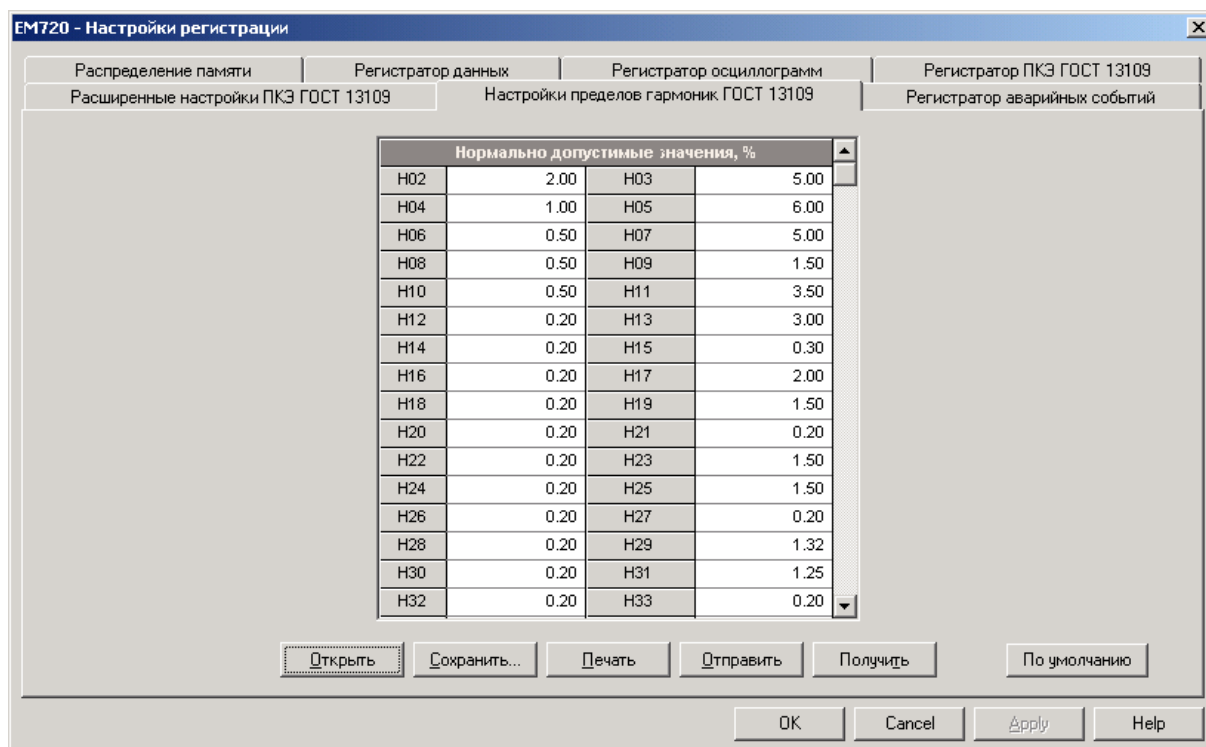 EM720 - Настройки регистрации
Распределение памяти Регистратор данных Регистратор осциллограмм Регистратор ПКЭ ГОСТ 13109
Расширенные настройки ПКЭ ГОСТ 13109 Настройки пределов гармоник ГОСТ 13109 Регистратор аварийных событий
Нормально допустимые значения, %
H02 2.00 H03 5.00
H04 1.00 H05 6.00
H06 0.50 H07 5.00
H08 0.50 H09 1.50
H10 0.50 H11 3.50
H12 0.20 H13 3.00
H14 0.20 H15 0.30
H16 0.20 H17 2.00
H18 0.20 H19 1.50
H20 0.20 H21 0.20
H22 0.20 H23 1.50
H24 0.20 H25 1.50
H26 0.20 H27 0.20
H28 0.20 H29 1.32
H30 0.20 H31 1.25
H32 0.20 H33 0.20
Открыть Сохранить... Печать Отправить Получить По умолчанию
OK Cancel Apply Help